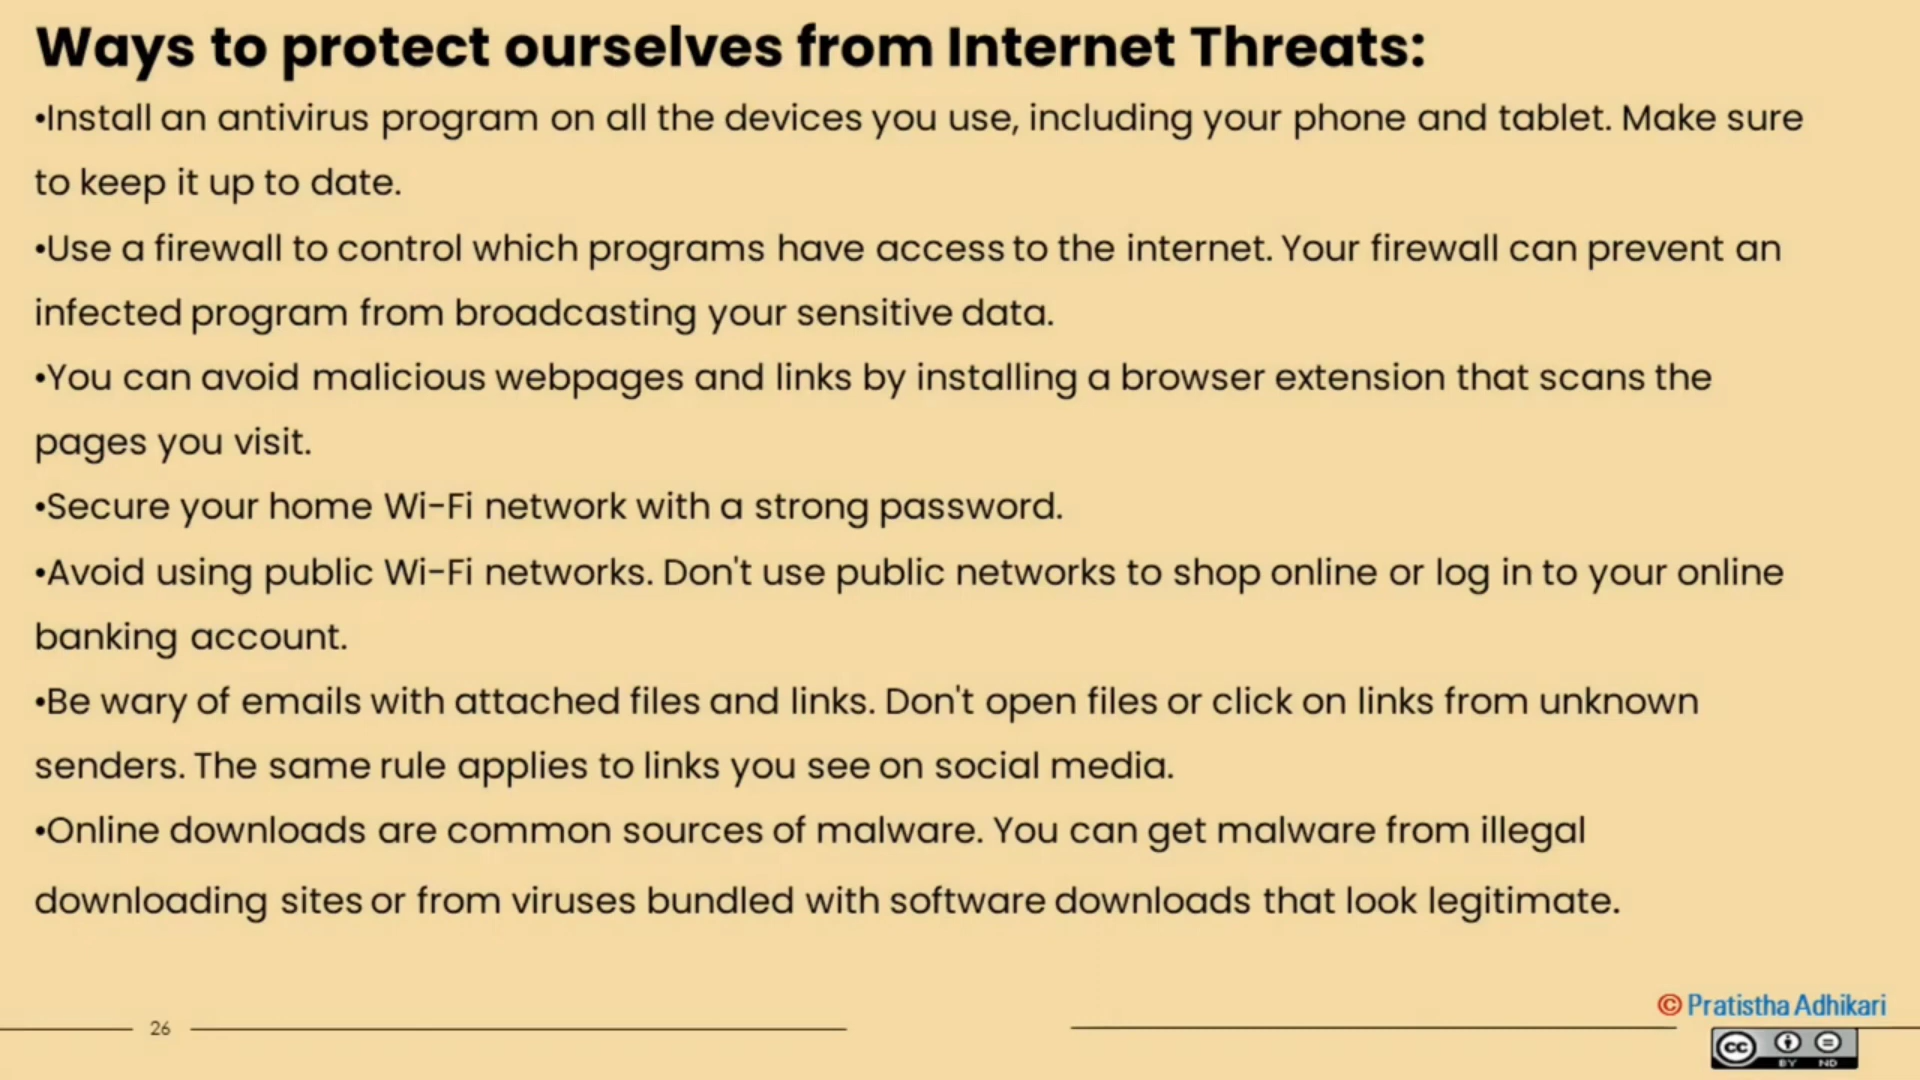 Ways to protect ourselves from Internet Threats:
•Install an antivirus program on all the devices you use, including your phone and tablet. Make sure
to keep it up to date.
•Use a firewall to control which programs have access to the internet. Your firewall can prevent an
infected program from broadcasting your sensitive data.
•You can avoid malicious webpages and links by installing a browser extension that scans the
pages you visit.
•Secure your home Wi-Fi network with a strong password.
•Avoid using public Wi-Fi networks. Don't use public networks to shop online or log in to your online
banking account.
•Be wary of emails with attached files and links. Don't open files or click on links from unknown
senders. The same rule applies to links you see on social media.
•Online downloads are common sources of malware. You can get malware from illegal
downloading sites or from viruses bundled with software downloads that look legitimate.
© Pratistha Adhikari
26
cc BY ND